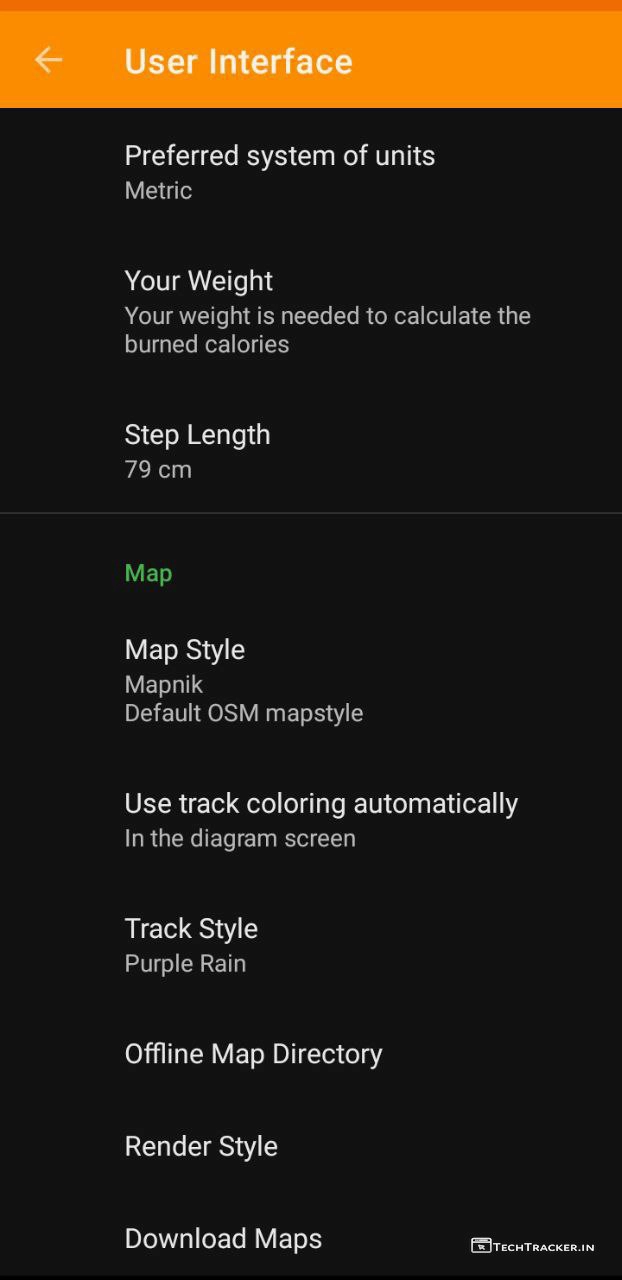 User Interface
Preferred system of units
Metric
Your Weight
Your weight is needed to calculate the
burned calories
Step Length
79 cm
Map
Map Style
Mapnik
Default OSM mapstyle
Use track coloring automatically
In the diagram screen
Track Style
Purple Rain
Offline Map Directory
Render Style
Download Maps
TECHTRACKER.IN